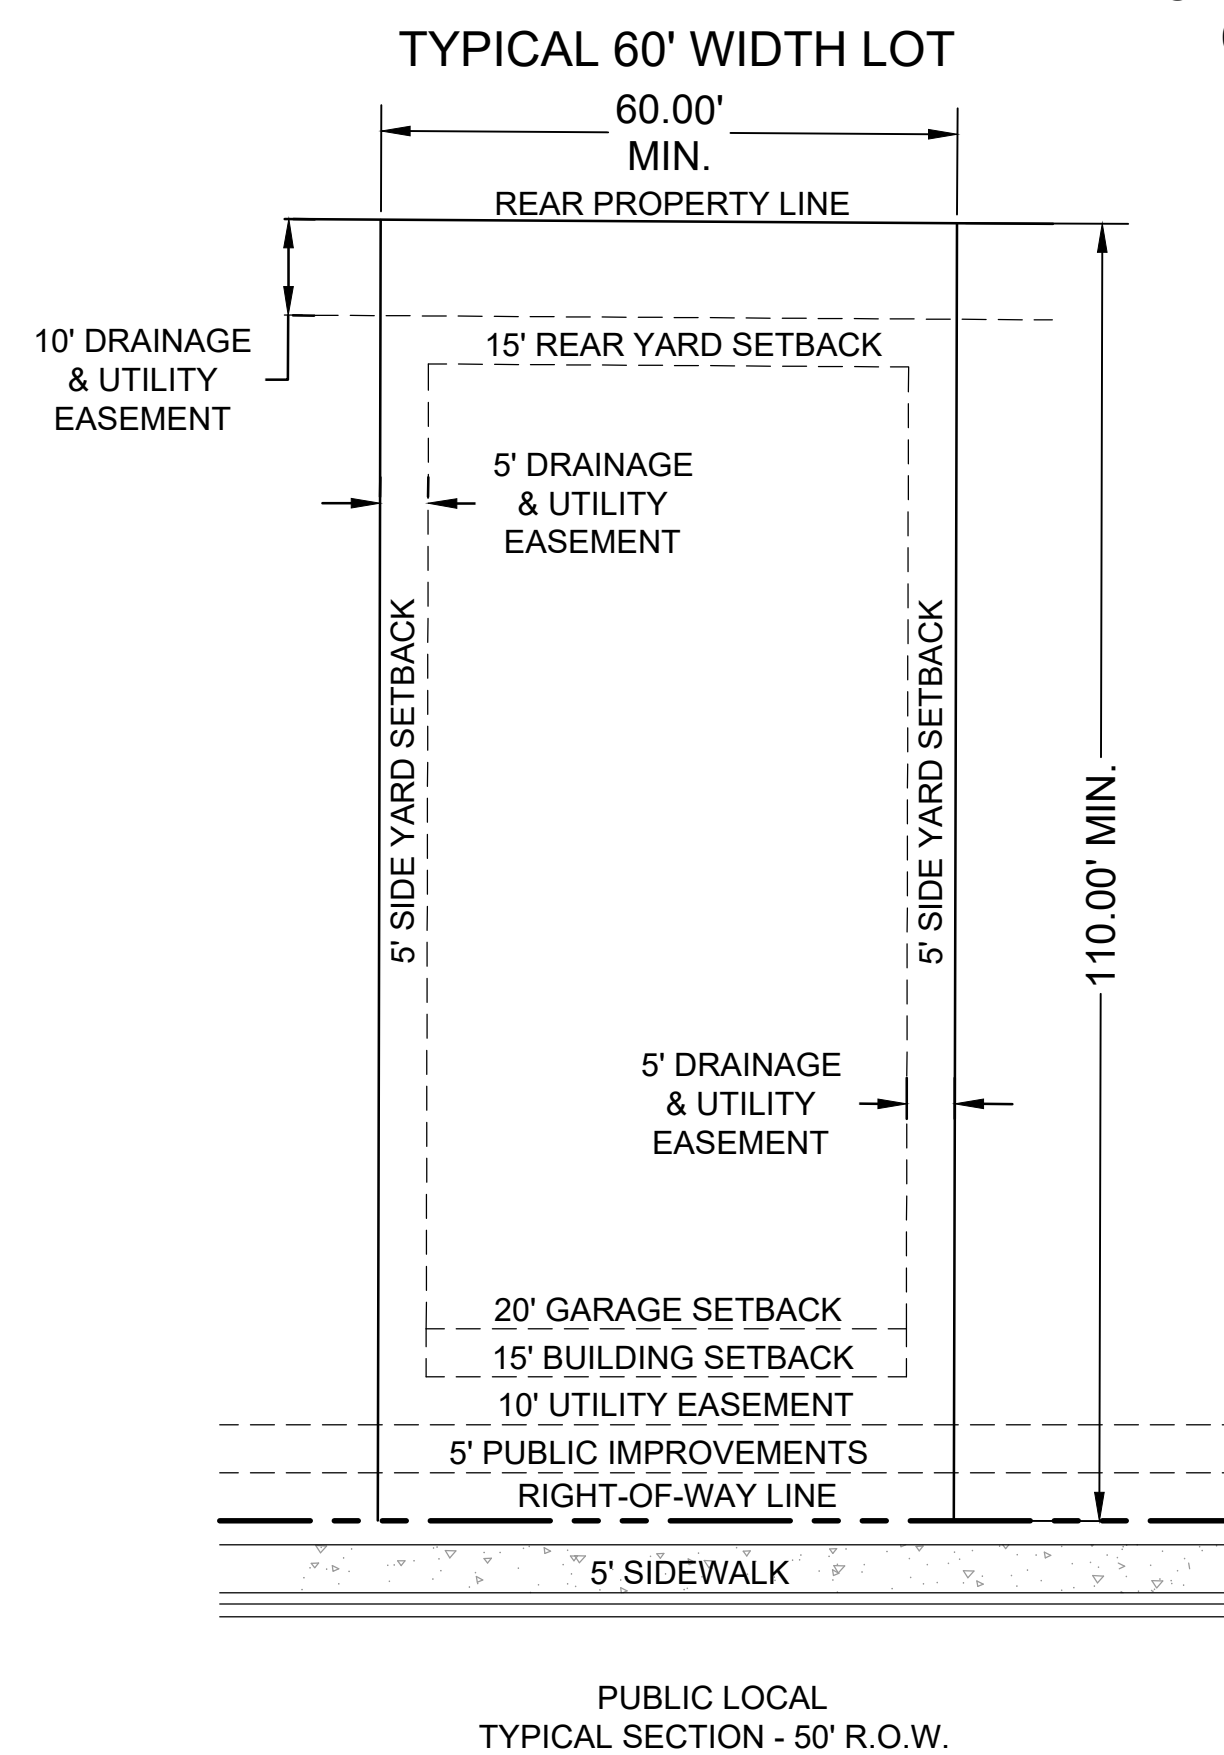 TYPICAL 60' WIDTH LOT
60.00'
MIN.
REAR PROPERTY LINE
10' DRAINAGE
& UTILITY
EASEMENT
15' REAR YARD SETBACK
5' DRAINAGE
& UTILITY
EASEMENT
5' SIDE YARD SETBACK
5' SIDE YARD SETBACK
110.00' MIN.
5' DRAINAGE
& UTILITY
EASEMENT
20' GARAGE SETBACK
15' BUILDING SETBACK
10' UTILITY EASEMENT
5' PUBLIC IMPROVEMENTS
RIGHT-OF-WAY LINE
5' SIDEWALK
PUBLIC LOCAL
TYPICAL SECTION - 50' R.O.W.